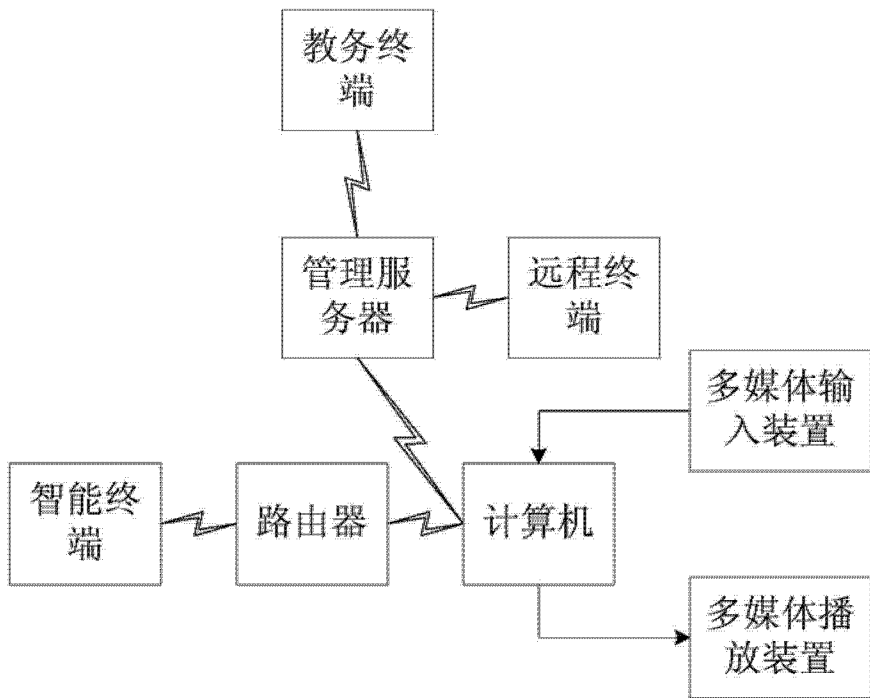 教务终
端
管理服
务器
远程终
端
多媒体输
入装置
智能终
端
路由器
计算机
多媒体播
放装置